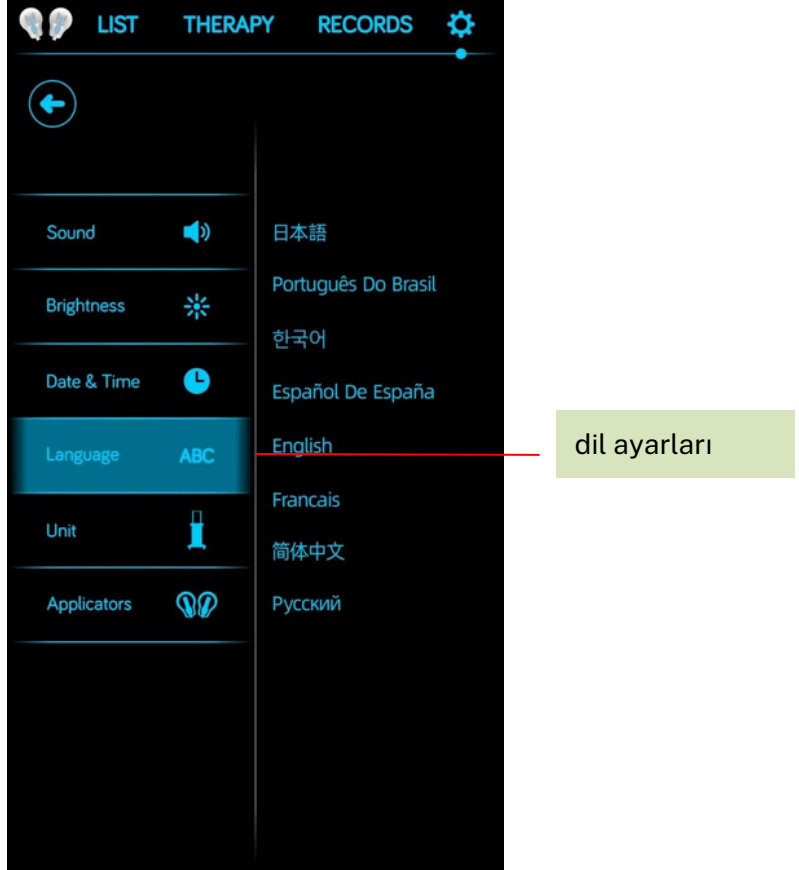 LIST THERAPY RECORDS
Sound
Brightness
Date & Time
Language ABC
Unit
Applicators
日本語
Português Do Brasil
한국어
Español De España
English
Francais
简体中文
Русский
dil ayarları